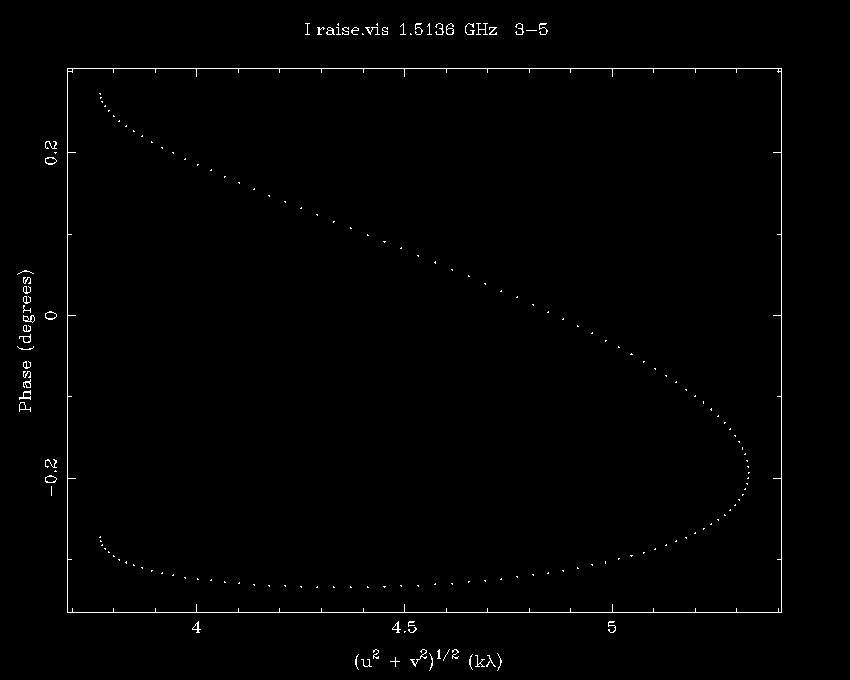 I raise.vis 1.5136 GHz 3−5
0.2
0
−0.2
Phase (degrees)
4 4.5 5
(u² + v²)^1/2 (kλ)